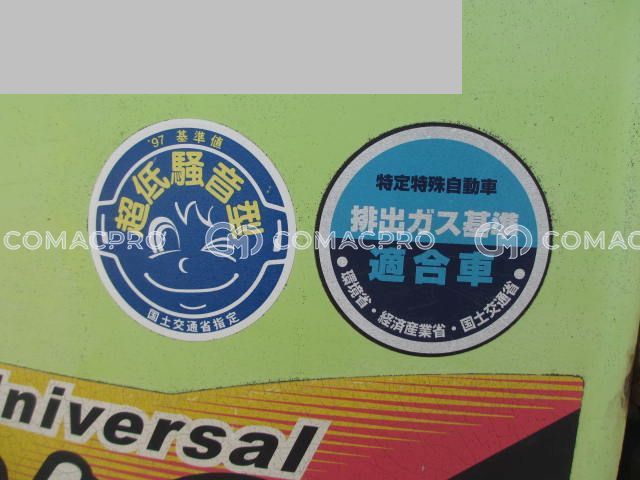 '97 基準値
超低騒音型
国土交通省指定
特定特殊自動車
排出ガス基準
適合車
●環境省・経済産業省・国土交通省●
COMACPRO COMACPRO COMACPRO
Universal